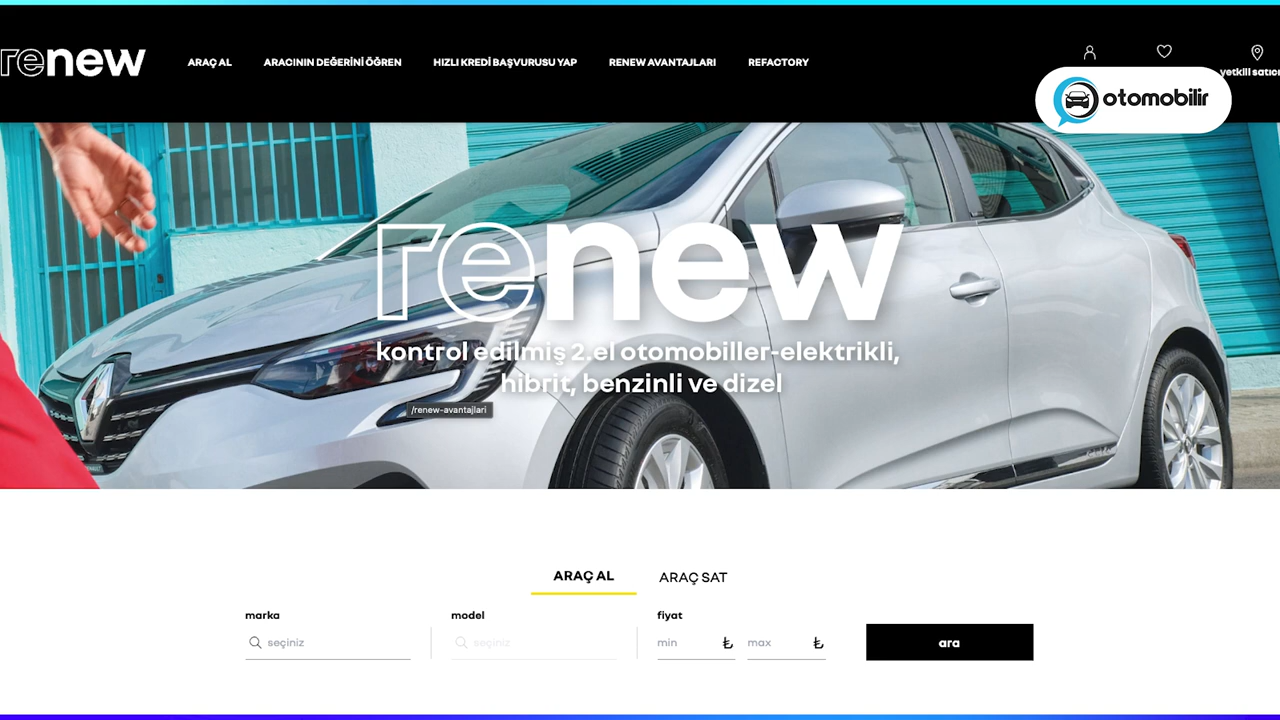 renew
ARAÇ AL
ARACININ DEĞERİNİ ÖĞREN
HIZLI KREDİ BAŞVURUSU YAP
RENEW AVANTAJLARI
REFACTORY
yetkili satıcı
otomobilir
renew
kontrol edilmiş 2.el otomobiller-elektrikli,
hibrit, benzinli ve dizel
/renew-avantajlari
ARAÇ AL
ARAÇ SAT
marka
model
fiyat
seçiniz
seçiniz
min ₺
max ₺
ara